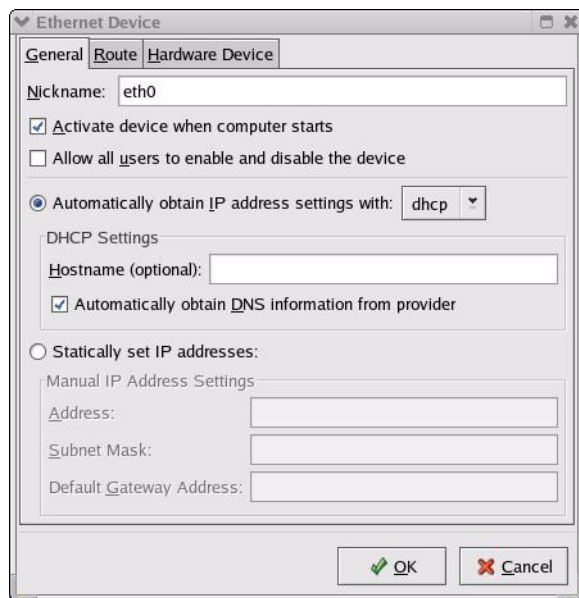 Ethernet Device
General Route Hardware Device
Nickname: eth0
Activate device when computer starts
Allow all users to enable and disable the device
Automatically obtain IP address settings with: dhcp
DHCP Settings
Hostname (optional):
Automatically obtain DNS information from provider
Statically set IP addresses:
Manual IP Address Settings
Address:
Subnet Mask:
Default Gateway Address:
OK Cancel